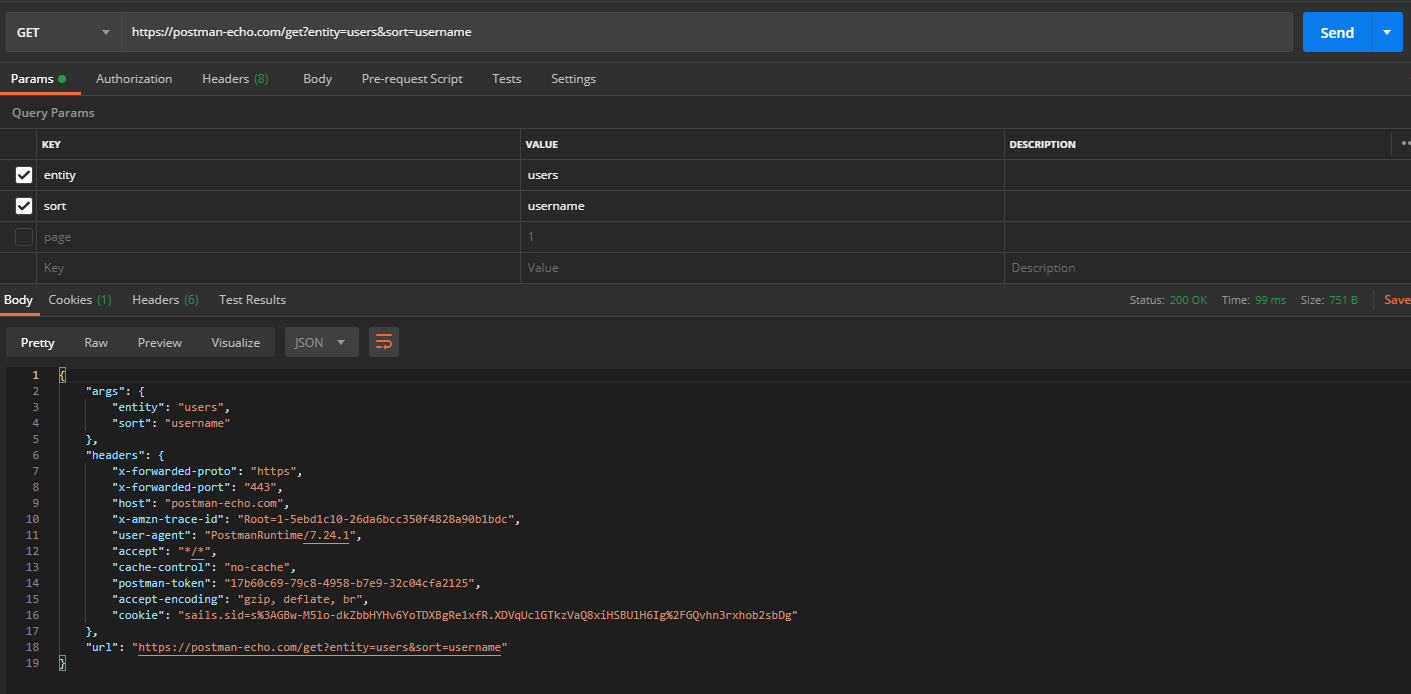 GET https://postman-echo.com/get?entity=users&sort=username Send
Params Authorization Headers (8) Body Pre-request Script Tests Settings
Query Params
KEY VALUE DESCRIPTION
entity users
sort username
page 1
Key Value Description
Body Cookies (1) Headers (6) Test Results Status: 200 OK Time: 99 ms Size: 751 B Save
Pretty Raw Preview Visualize JSON
1 {
2 "args": {
3 "entity": "users",
4 "sort": "username"
5 },
6 "headers": {
7 "x-forwarded-proto": "https",
8 "x-forwarded-port": "443",
9 "host": "postman-echo.com",
10 "x-amzn-trace-id": "Root=1-5ebd1c10-26da6bcc350f4828a90b1bdc",
11 "user-agent": "PostmanRuntime/7.24.1",
12 "accept": "*/*",
13 "cache-control": "no-cache",
14 "postman-token": "17b60c69-79c8-4958-b7e9-32c04cfa2125",
15 "accept-encoding": "gzip, deflate, br",
16 "cookie": "sails.sid=s%3AGBw-M5lo-dkZbbHYHv6YoTDXBgRe1xfR.XDVqUclGTkzVaQ8xiHSBUlH6Ig%2FGQvhn3rxhob2sbDg"
17 },
18 "url": "https://postman-echo.com/get?entity=users&sort=username"
19 }